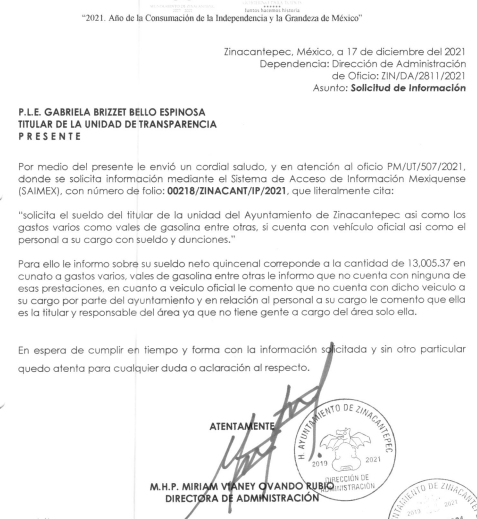 juntos hacemos historia
"2021. Año de la Consumación de la Independencia y la Grandeza de México"
Zinacantepec, México, a 17 de diciembre del 2021
Dependencia: Dirección de Administración
de Oficio: ZIN/DA/2811/2021
Asunto: Solicitud de Información
P.L.E. GABRIELA BRIZZET BELLO ESPINOSA
TITULAR DE LA UNIDAD DE TRANSPARENCIA
P R E S E N T E
Por medio del presente le envió un cordial saludo, y en atención al oficio PM/UT/507/2021,
donde se solicita información mediante el Sistema de Acceso de Información Mexiquense
(SAIMEX), con número de folio: 00218/ZINACANT/IP/2021, que literalmente cita:
"solicita el sueldo del titular de la unidad del Ayuntamiento de Zinacantepec asi como los
gastos varios como vales de gasolina entre otras, si cuenta con vehículo oficial asi como el
personal a su cargo con sueldo y dunciones."
Para ello le informo sobre su sueldo neto quincenal correponde a la cantidad de 13,005.37 en
cunato a gastos varios, vales de gasolina entre otras le informo que no cuenta con ninguna de
esas prestaciones, en cuanto a veiculo oficial le comento que no cuenta con dicho veiculo a
su cargo por parte del ayuntamiento y en relación al personal a su cargo le comento que ella
es la titular y responsable del área ya que no tiene gente a cargo del área solo ella.
En espera de cumplir en tiempo y forma con la información solicitada y sin otro particular
quedo atenta para cualquier duda o aclaración al respecto.
ATENTAMENTE
H. AYUNTAMIENTO DE ZINACANTEPEC
2019 2021
DIRECCIÓN DE
ADMINISTRACIÓN
M.H.P. MIRIAM VIANEY OVANDO RUBIO
DIRECTORA DE ADMINISTRACIÓN
2019 2021